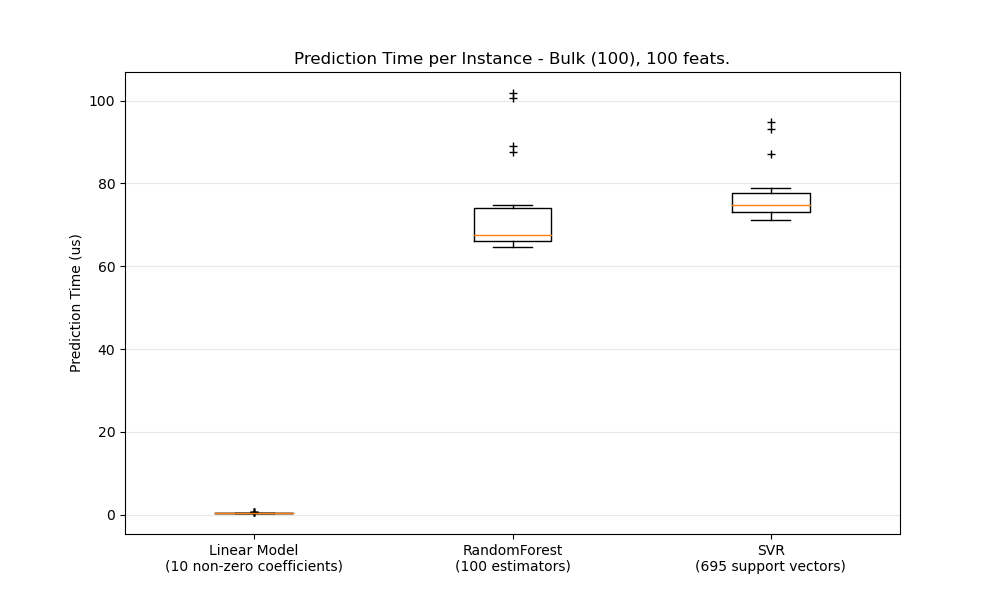 Prediction Time per Instance - Bulk (100), 100 feats.
100
80
60
40
20
0
Prediction Time (us)
Linear Model
(10 non-zero coefficients)
RandomForest
(100 estimators)
SVR
(695 support vectors)